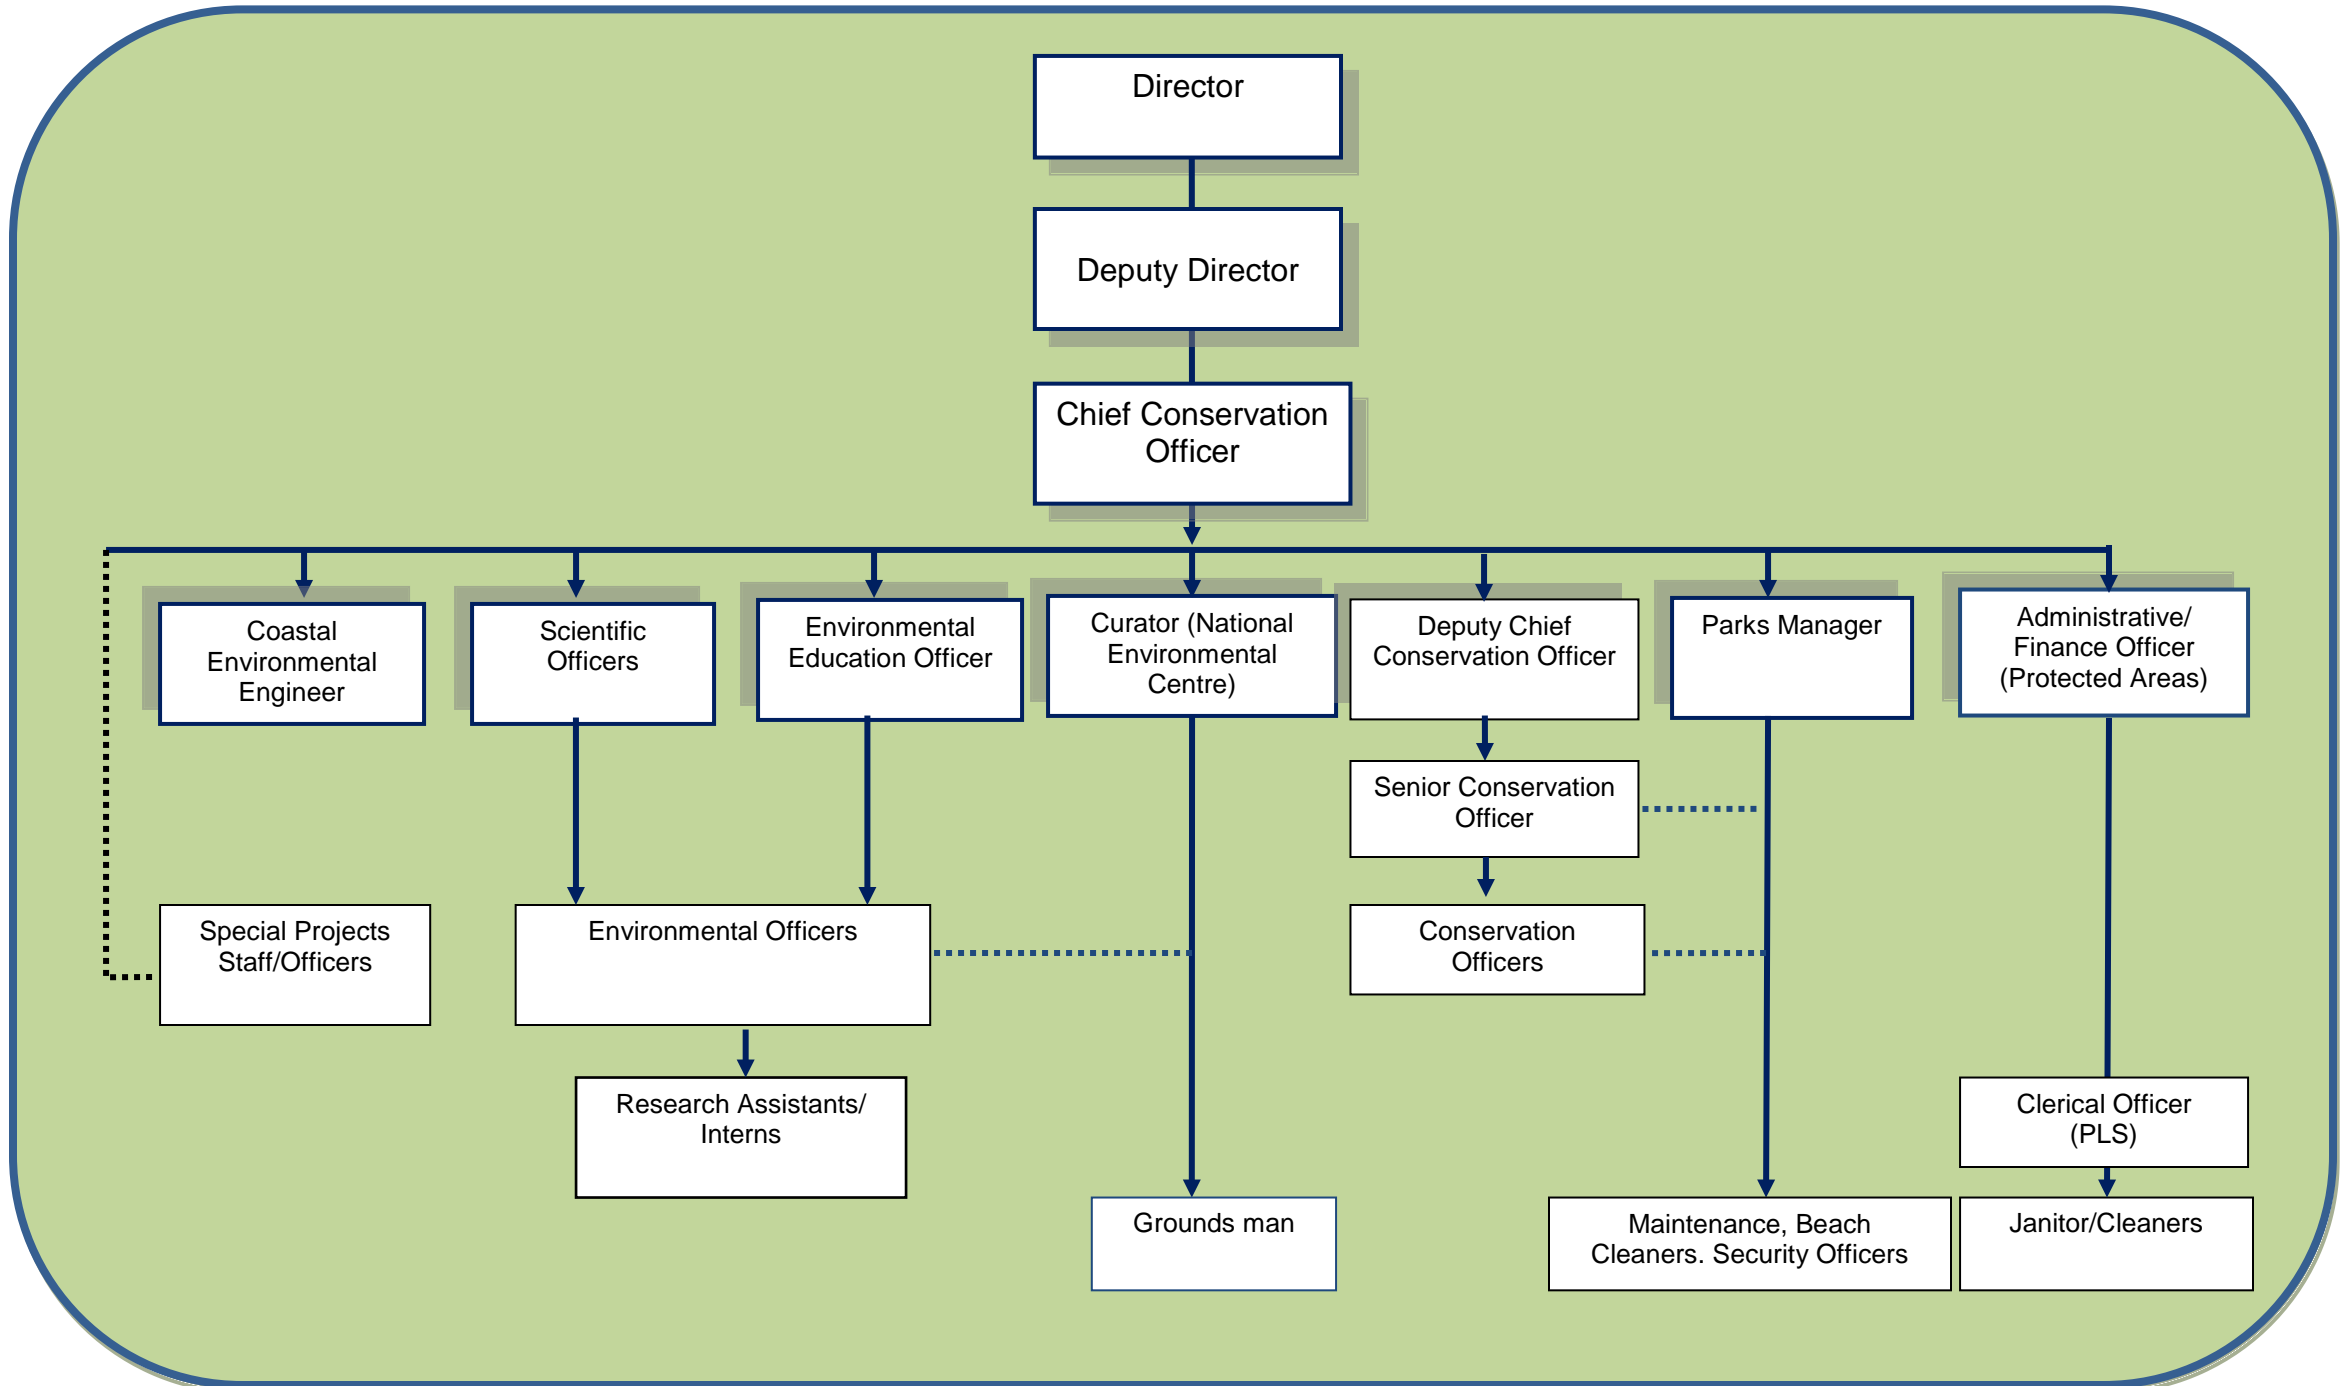 Director
Deputy Director
Chief Conservation
Officer
Coastal
Environmental
Engineer
Scientific
Officers
Environmental
Education Officer
Curator (National
Environmental
Centre)
Deputy Chief
Conservation Officer
Parks Manager
Administrative/
Finance Officer
(Protected Areas)
Senior Conservation
Officer
Special Projects
Staff/Officers
Environmental Officers
Conservation
Officers
Research Assistants/
Interns
Clerical Officer
(PLS)
Grounds man
Maintenance, Beach
Cleaners. Security Officers
Janitor/Cleaners